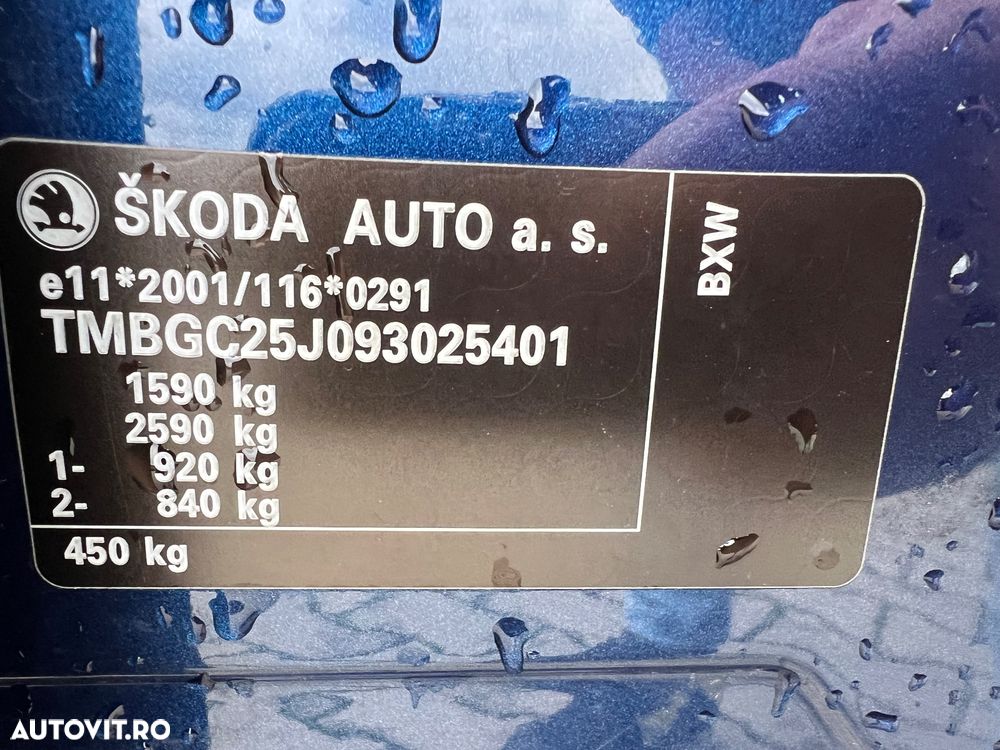 ŠKODA AUTO a. s.
e11*2001/116*0291
TMBGC25J093025401
1590 kg
2590 kg
1- 920 kg
2- 840 kg
450 kg
BXW
AUTOVIT.RO